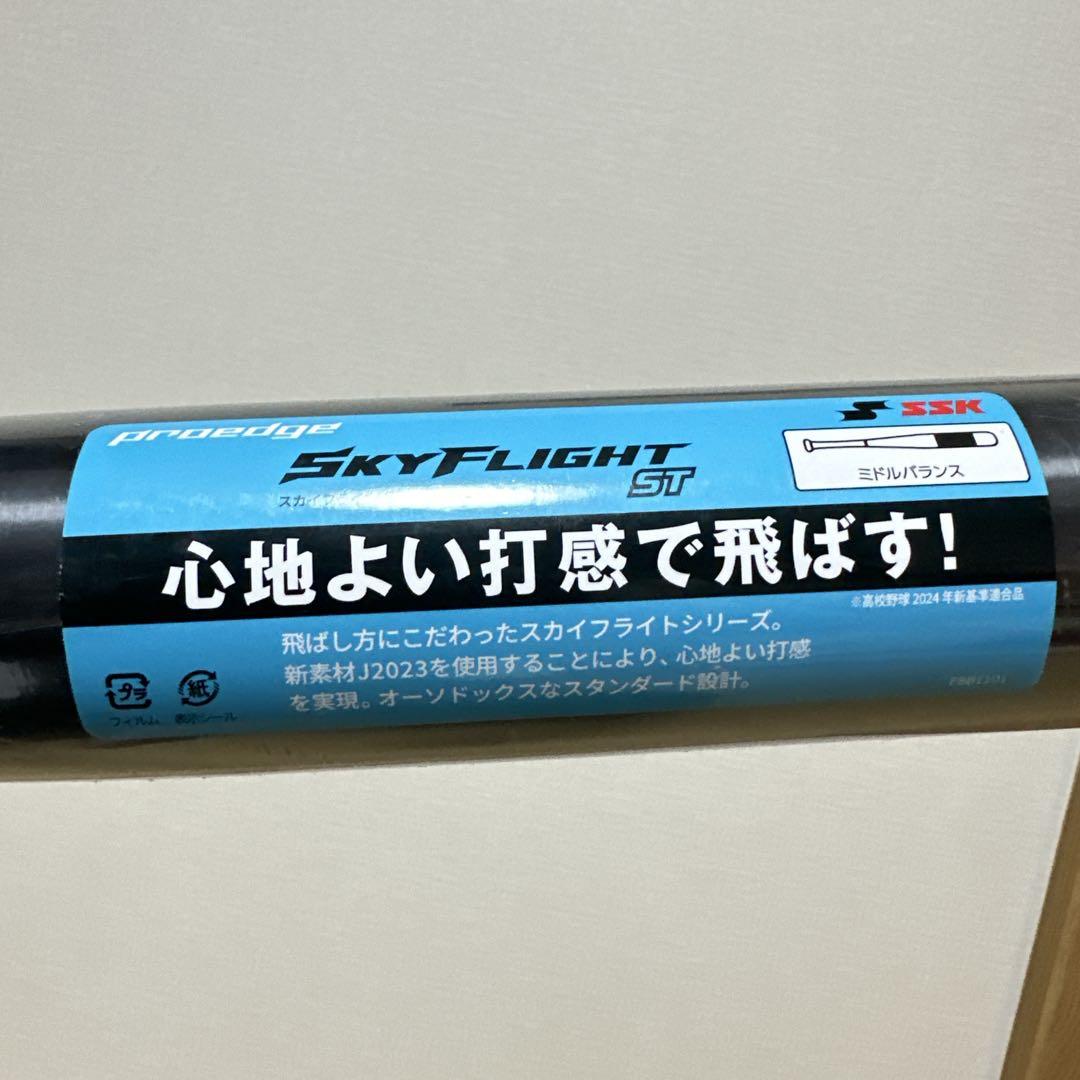 proedge
SSK
SKYFLIGHT
ST
ミドルバランス
心地よい打感で飛ばす!
※高校野球2024年新基準適合品
飛ばし方にこだわったスカイフライトシリーズ。
新素材J2023を使用することにより、心地よい打感
を実現。オーソドックスなスタンダード設計。
プラ
紙
フィルム
表示シール